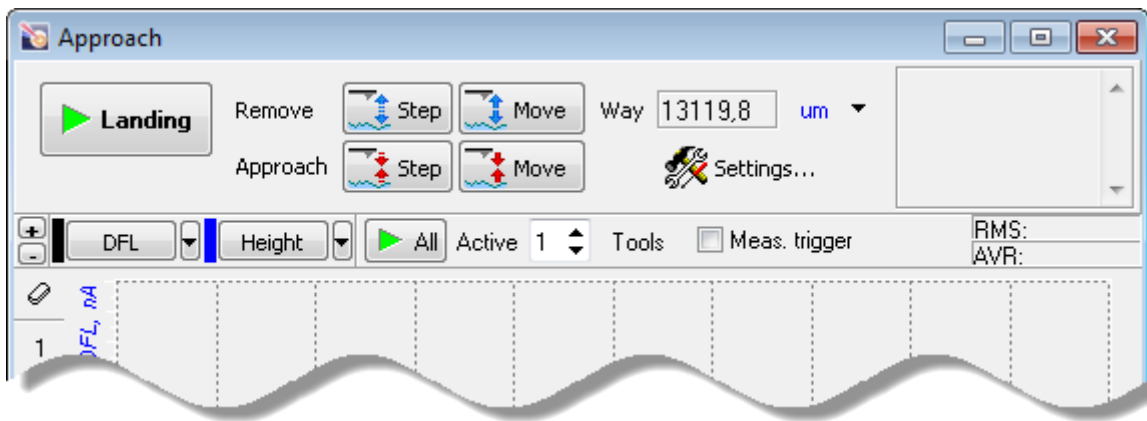 Approach
Landing Remove Step Move Way 13119,8 um
Approach Step Move Settings...
+
-
DFL Height All Active 1 Tools Meas. trigger RMS:
AVR:
DFL, nA
1